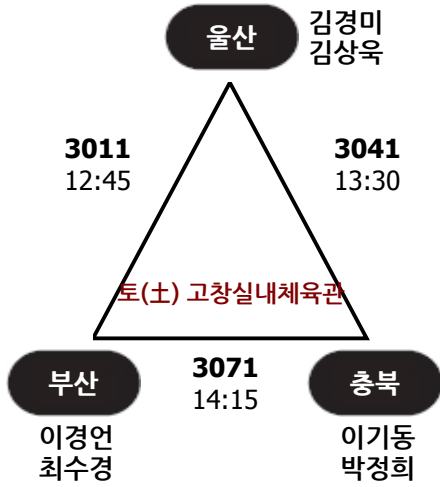 울산
김경미
김상욱
3011
12:45
3041
13:30
토(土) 고창실내체육관
부산
3071
14:15
충북
이경언
최수경
이기동
박정희